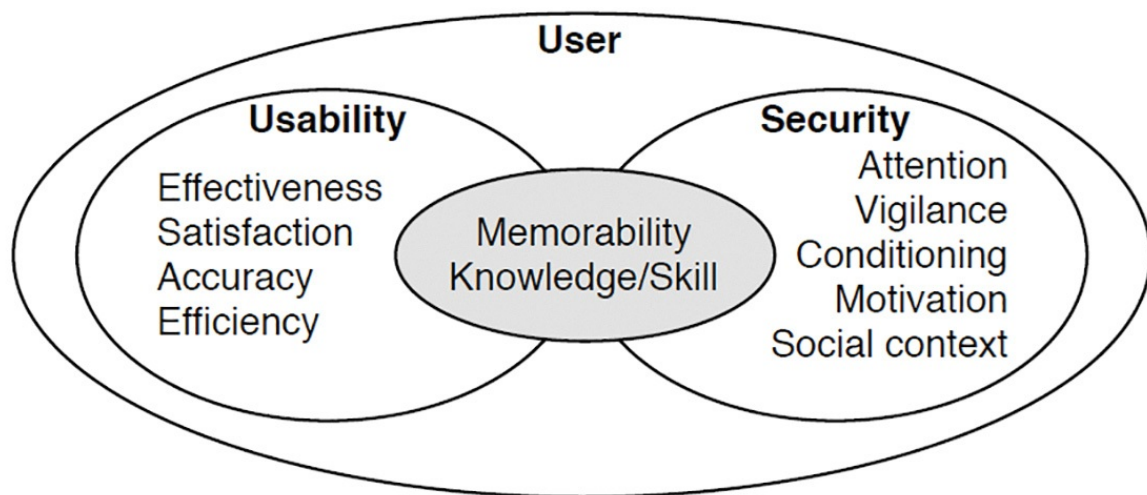 User
Usability
Effectiveness
Satisfaction
Accuracy
Efficiency
Memorability
Knowledge/Skill
Security
Attention
Vigilance
Conditioning
Motivation
Social context